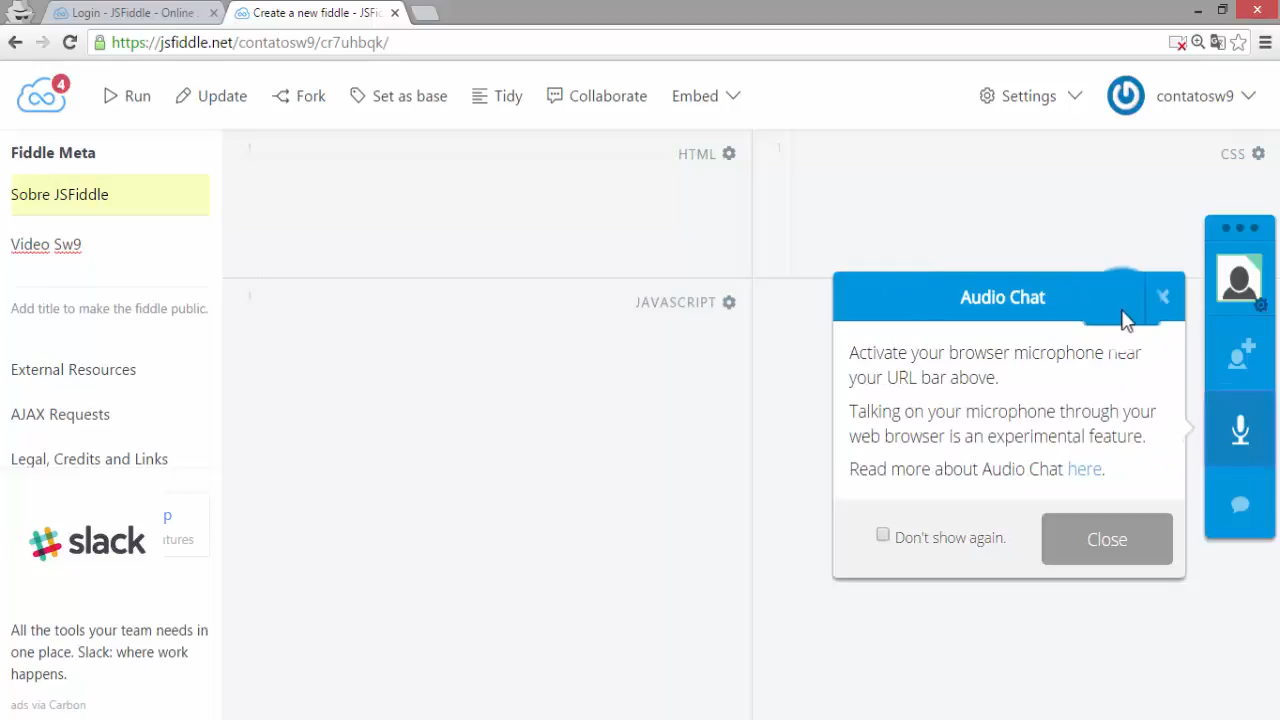 Login - JSFiddle - Online
Create a new fiddle - JSFi
https://jsfiddle.net/contatosw9/cr7uhbqk/
4
Run
Update
Fork
Set as base
Tidy
Collaborate
Embed
Settings
contatosw9
Fiddle Meta
Sobre JSFiddle
Video Sw9
Add title to make the fiddle public.
External Resources
AJAX Requests
Legal, Credits and Links
slack
All the tools your team needs in
one place. Slack: where work
happens.
ads via Carbon
HTML
CSS
JAVASCRIPT
Audio Chat
Activate your browser microphone near
your URL bar above.
Talking on your microphone through your
web browser is an experimental feature.
Read more about Audio Chat here.
Don't show again.
Close